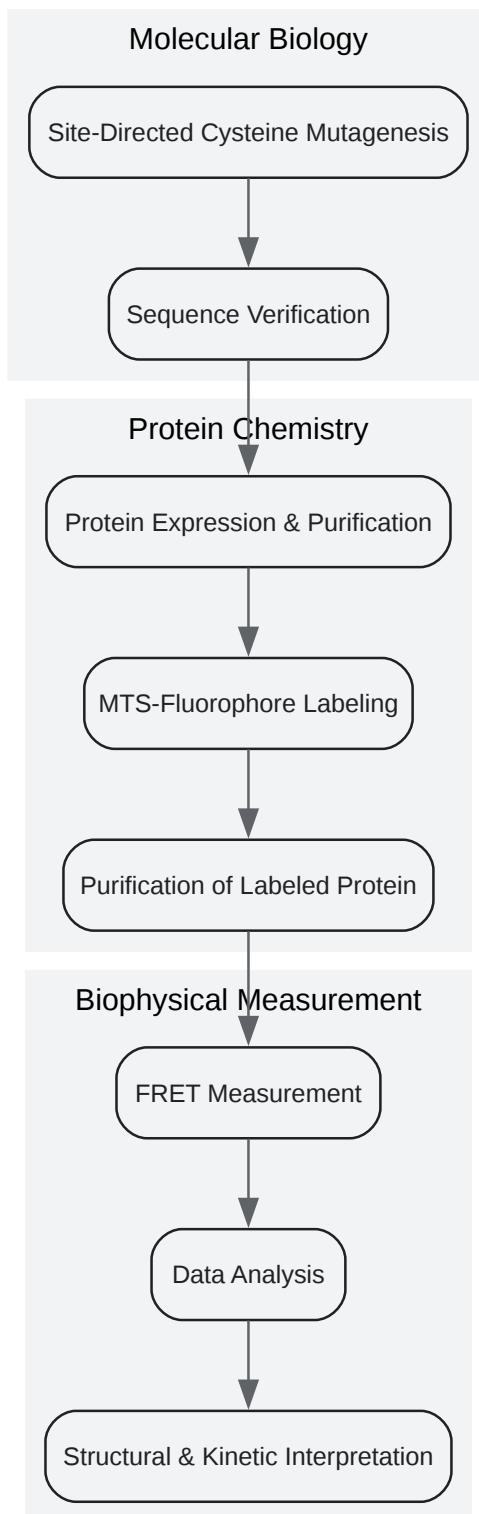 Molecular Biology
Site-Directed Cysteine Mutagenesis
Sequence Verification
Protein Chemistry
Protein Expression & Purification
MTS-Fluorophore Labeling
Purification of Labeled Protein
Biophysical Measurement
FRET Measurement
Data Analysis
Structural & Kinetic Interpretation